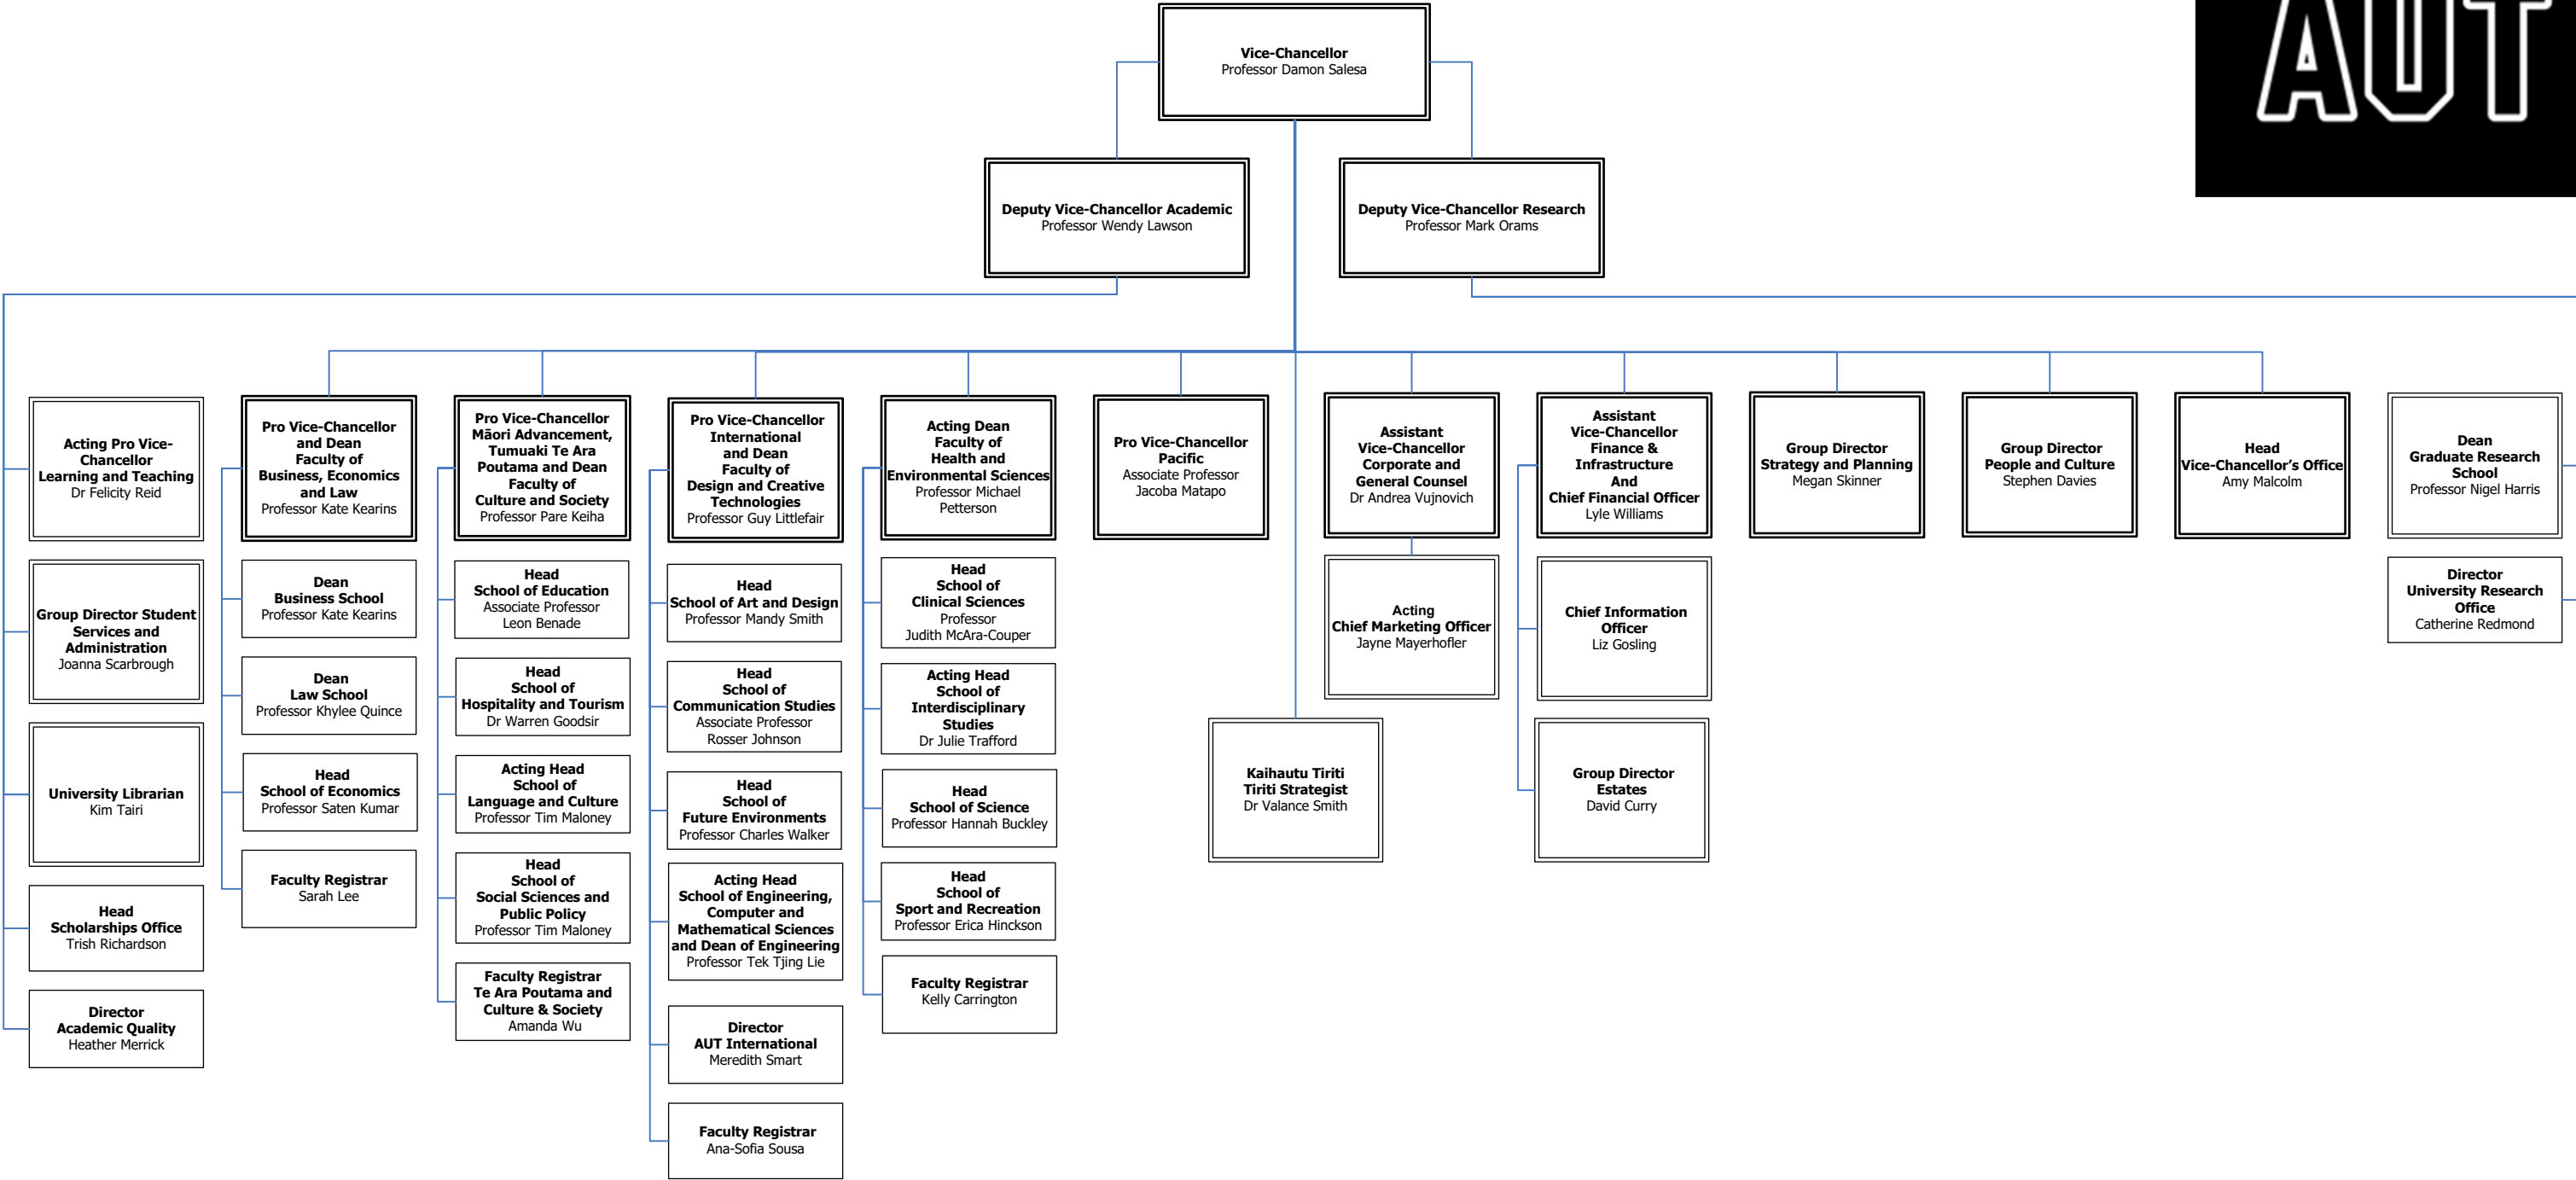 AUT
Vice-Chancellor
Professor Damon Salesa
Deputy Vice-Chancellor Academic
Professor Wendy Lawson
Deputy Vice-Chancellor Research
Professor Mark Orams
Acting Pro Vice-
Chancellor
Learning and Teaching
Dr Felicity Reid
Group Director Student
Services and
Administration
Joanna Scarbrough
University Librarian
Kim Tairi
Head
Scholarships Office
Trish Richardson
Director
Academic Quality
Heather Merrick
Pro Vice-Chancellor
and Dean
Faculty of
Business, Economics
and Law
Professor Kate Kearins
Dean
Business School
Professor Kate Kearins
Dean
Law School
Professor Khylee Quince
Head
School of Economics
Professor Saten Kumar
Faculty Registrar
Sarah Lee
Pro Vice-Chancellor
Māori Advancement,
Tumuaki Te Ara
Poutama and Dean
Faculty of
Culture and Society
Professor Pare Keiha
Head
School of Education
Associate Professor
Leon Benade
Head
School of
Hospitality and Tourism
Dr Warren Goodsir
Acting Head
School of
Language and Culture
Professor Tim Maloney
Head
School of
Social Sciences and
Public Policy
Professor Tim Maloney
Faculty Registrar
Te Ara Poutama and
Culture & Society
Amanda Wu
Pro Vice-Chancellor
International
and Dean
Faculty of
Design and Creative
Technologies
Professor Guy Littlefair
Head
School of Art and Design
Professor Mandy Smith
Head
School of
Communication Studies
Associate Professor
Rosser Johnson
Head
School of
Future Environments
Professor Charles Walker
Acting Head
School of Engineering,
Computer and
Mathematical Sciences
and Dean of Engineering
Professor Tek Tjing Lie
Director
AUT International
Meredith Smart
Faculty Registrar
Ana-Sofia Sousa
Acting Dean
Faculty of
Health and
Environmental Sciences
Professor Michael
Petterson
Head
School of
Clinical Sciences
Professor
Judith McAra-Couper
Acting Head
School of
Interdisciplinary
Studies
Dr Julie Trafford
Head
School of Science
Professor Hannah Buckley
Head
School of
Sport and Recreation
Professor Erica Hinckson
Faculty Registrar
Kelly Carrington
Pro Vice-Chancellor
Pacific
Associate Professor
Jacoba Matapo
Kaihautu Tiriti
Tiriti Strategist
Dr Valance Smith
Assistant
Vice-Chancellor
Corporate and
General Counsel
Dr Andrea Vujnovich
Acting
Chief Marketing Officer
Jayne Mayerhofler
Assistant
Vice-Chancellor
Finance &
Infrastructure
And
Chief Financial Officer
Lyle Williams
Chief Information
Officer
Liz Gosling
Group Director
Estates
David Curry
Group Director
Strategy and Planning
Megan Skinner
Group Director
People and Culture
Stephen Davies
Head
Vice-Chancellor’s Office
Amy Malcolm
Dean
Graduate Research
School
Professor Nigel Harris
Director
University Research
Office
Catherine Redmond